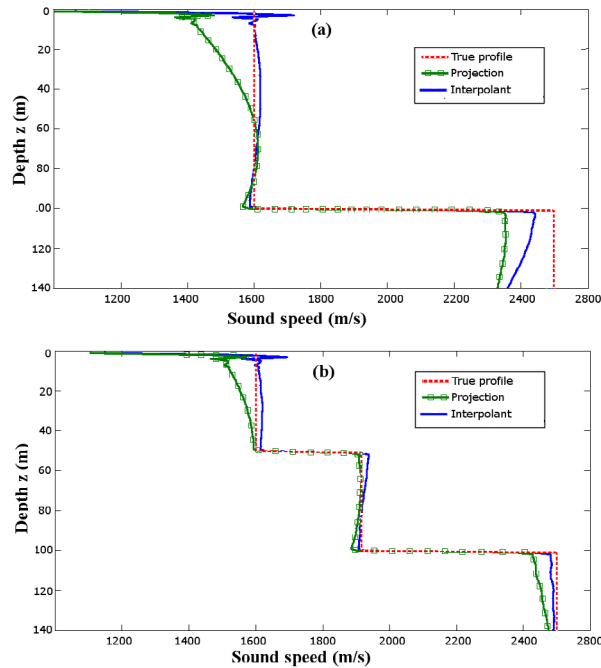 (a)
True profile
Projection
Interpolant
Depth z (m)
0
20
40
60
80
.00
120
140
1200 1400 1600 1800 2000 2200 2400 2600 2800
Sound speed (m/s)
(b)
True profile
Projection
Interpolant
Depth z (m)
0
20
40
60
80
100
120
140
1200 1400 1600 1800 2000 2200 2400 2600 2800
Sound speed (m/s)